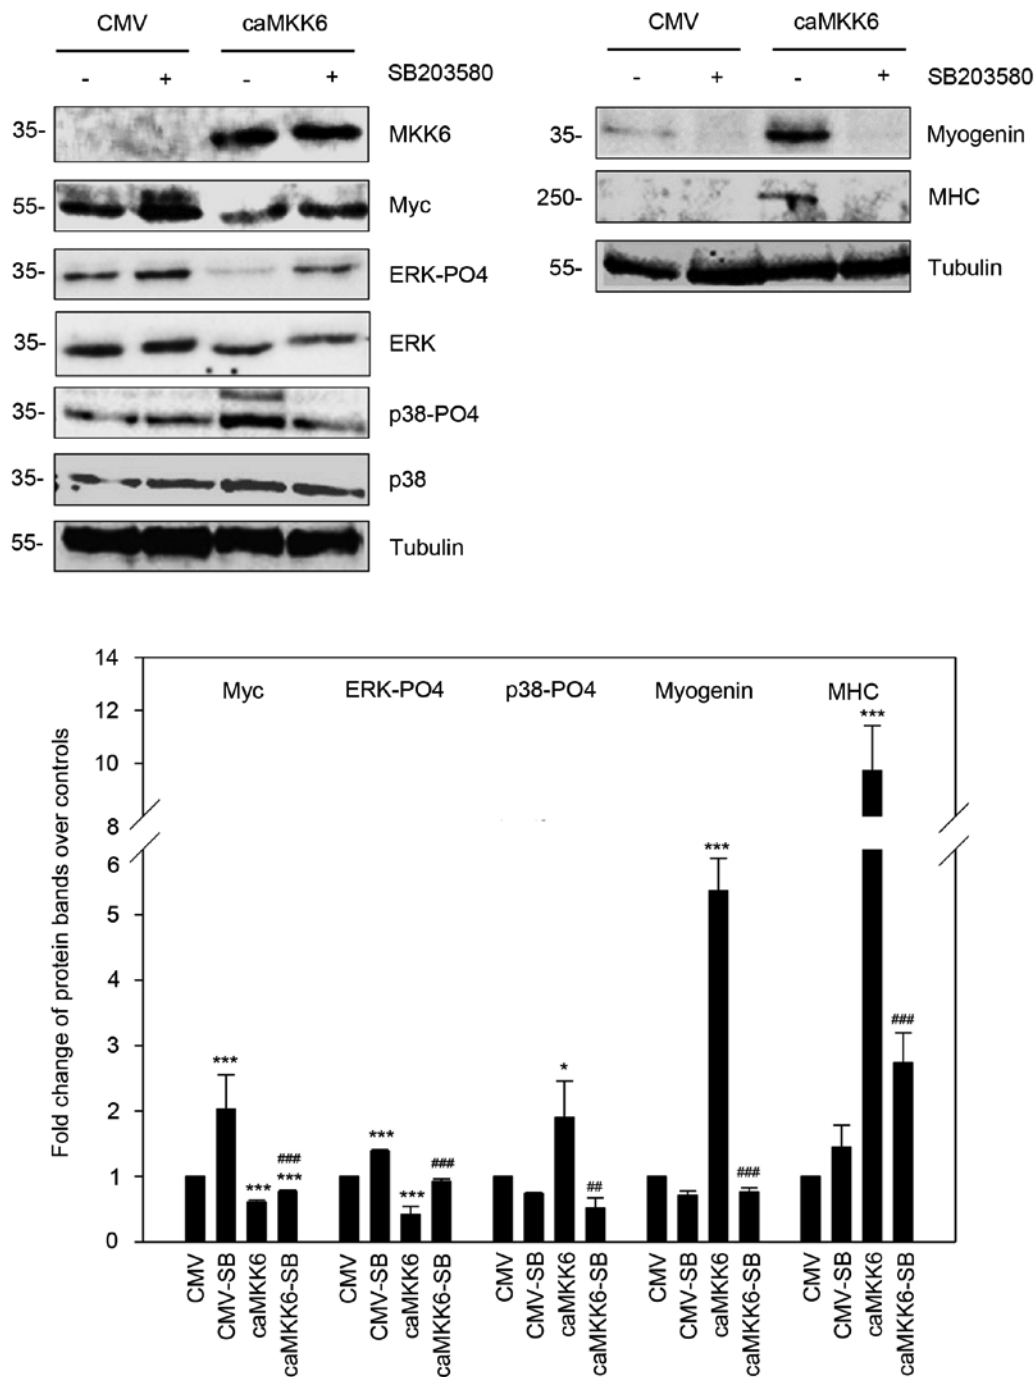 CMV caMKK6
- + - + SB203580
35- MKK6
55- Myc
35- ERK-PO4
35- ERK
35- p38-PO4
35- p38
55- Tubulin
CMV caMKK6
- + - + SB203580
35- Myogenin
250- MHC
55- Tubulin
Fold change of protein bands over controls
14
12
10
8
6
5
4
3
2
1
0
Myc ERK-PO4 p38-PO4 Myogenin MHC
*** *** *** ###
*** *** ###
* ##
*** ###
*** ###
CMV CMV-SB caMKK6 caMKK6-SB
CMV CMV-SB caMKK6 caMKK6-SB
CMV CMV-SB caMKK6 caMKK6-SB
CMV CMV-SB caMKK6 caMKK6-SB
CMV CMV-SB caMKK6 caMKK6-SB